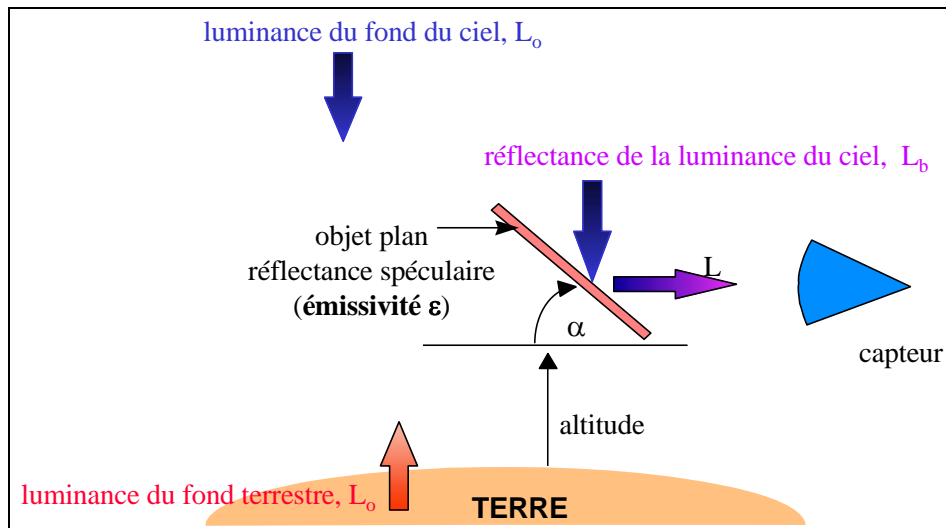 luminance du fond du ciel, Lo
réflectance de la luminance du ciel, Lb
objet plan
réflectance spéculaire
(émissivité ε)
L
α
capteur
altitude
luminance du fond terrestre, Lo
TERRE